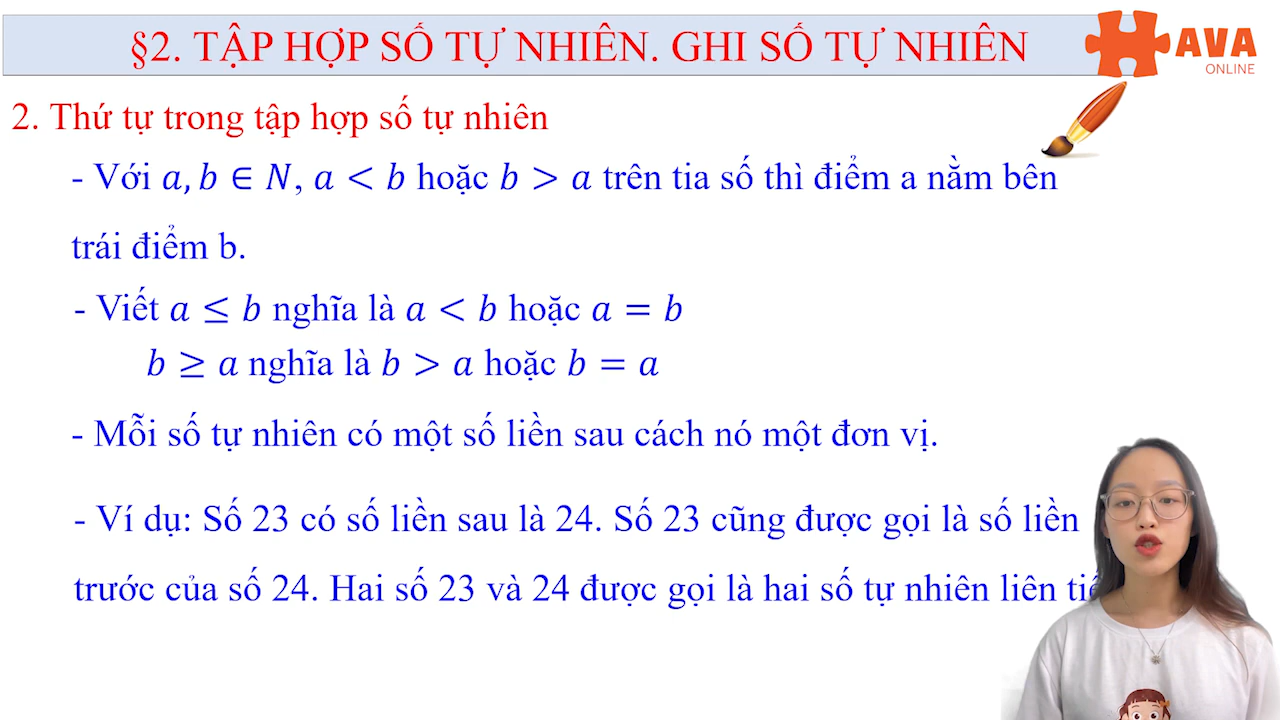 §2. TẬP HỢP SỐ TỰ NHIÊN. GHI SỐ TỰ NHIÊN
AVA
ONLINE
2. Thứ tự trong tập hợp số tự nhiên
- Với 𝑎, 𝑏 ∈ 𝑁, 𝑎 < 𝑏 hoặc 𝑏 > 𝑎 trên tia số thì điểm a nằm bên
trái điểm b.
- Viết 𝑎 ≤ 𝑏 nghĩa là 𝑎 < 𝑏 hoặc 𝑎 = 𝑏
𝑏 ≥ 𝑎 nghĩa là 𝑏 > 𝑎 hoặc 𝑏 = 𝑎
- Mỗi số tự nhiên có một số liền sau cách nó một đơn vị.
- Ví dụ: Số 23 có số liền sau là 24. Số 23 cũng được gọi là số liền
trước của số 24. Hai số 23 và 24 được gọi là hai số tự nhiên liên